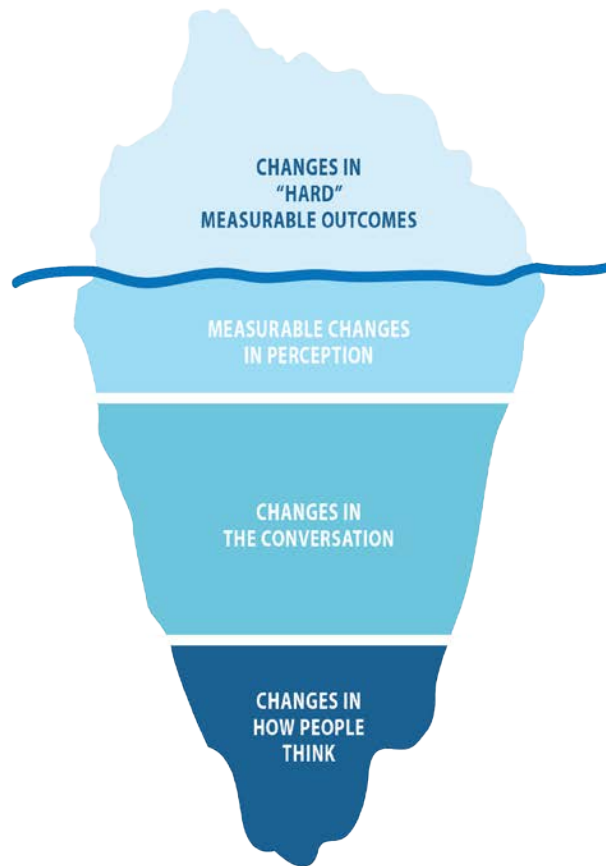 CHANGES IN
“HARD”
MEASURABLE OUTCOMES
MEASURABLE CHANGES
IN PERCEPTION
CHANGES IN
THE CONVERSATION
CHANGES IN
HOW PEOPLE
THINK